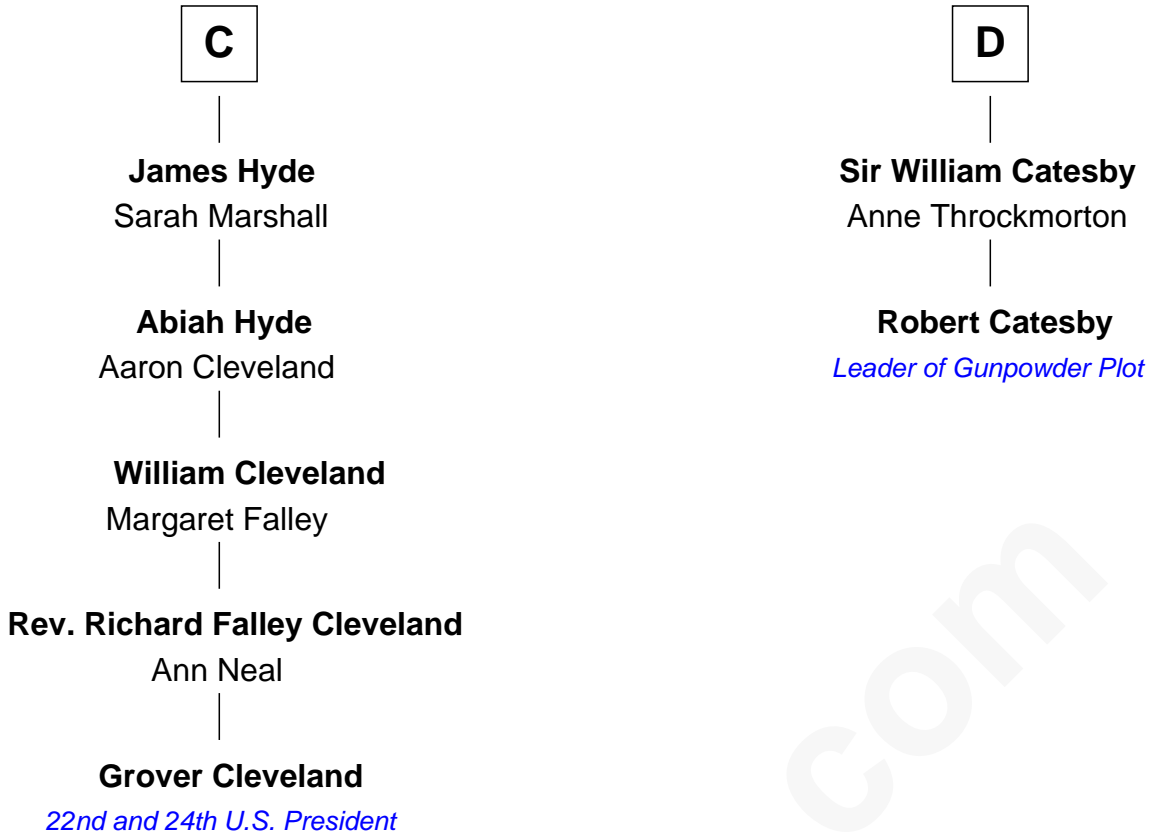 C
James Hyde
Sarah Marshall
Abiah Hyde
Aaron Cleveland
William Cleveland
Margaret Falley
Rev. Richard Falley Cleveland
Ann Neal
Grover Cleveland
22nd and 24th U.S. President
D
Sir William Catesby
Anne Throckmorton
Robert Catesby
Leader of Gunpowder Plot
com